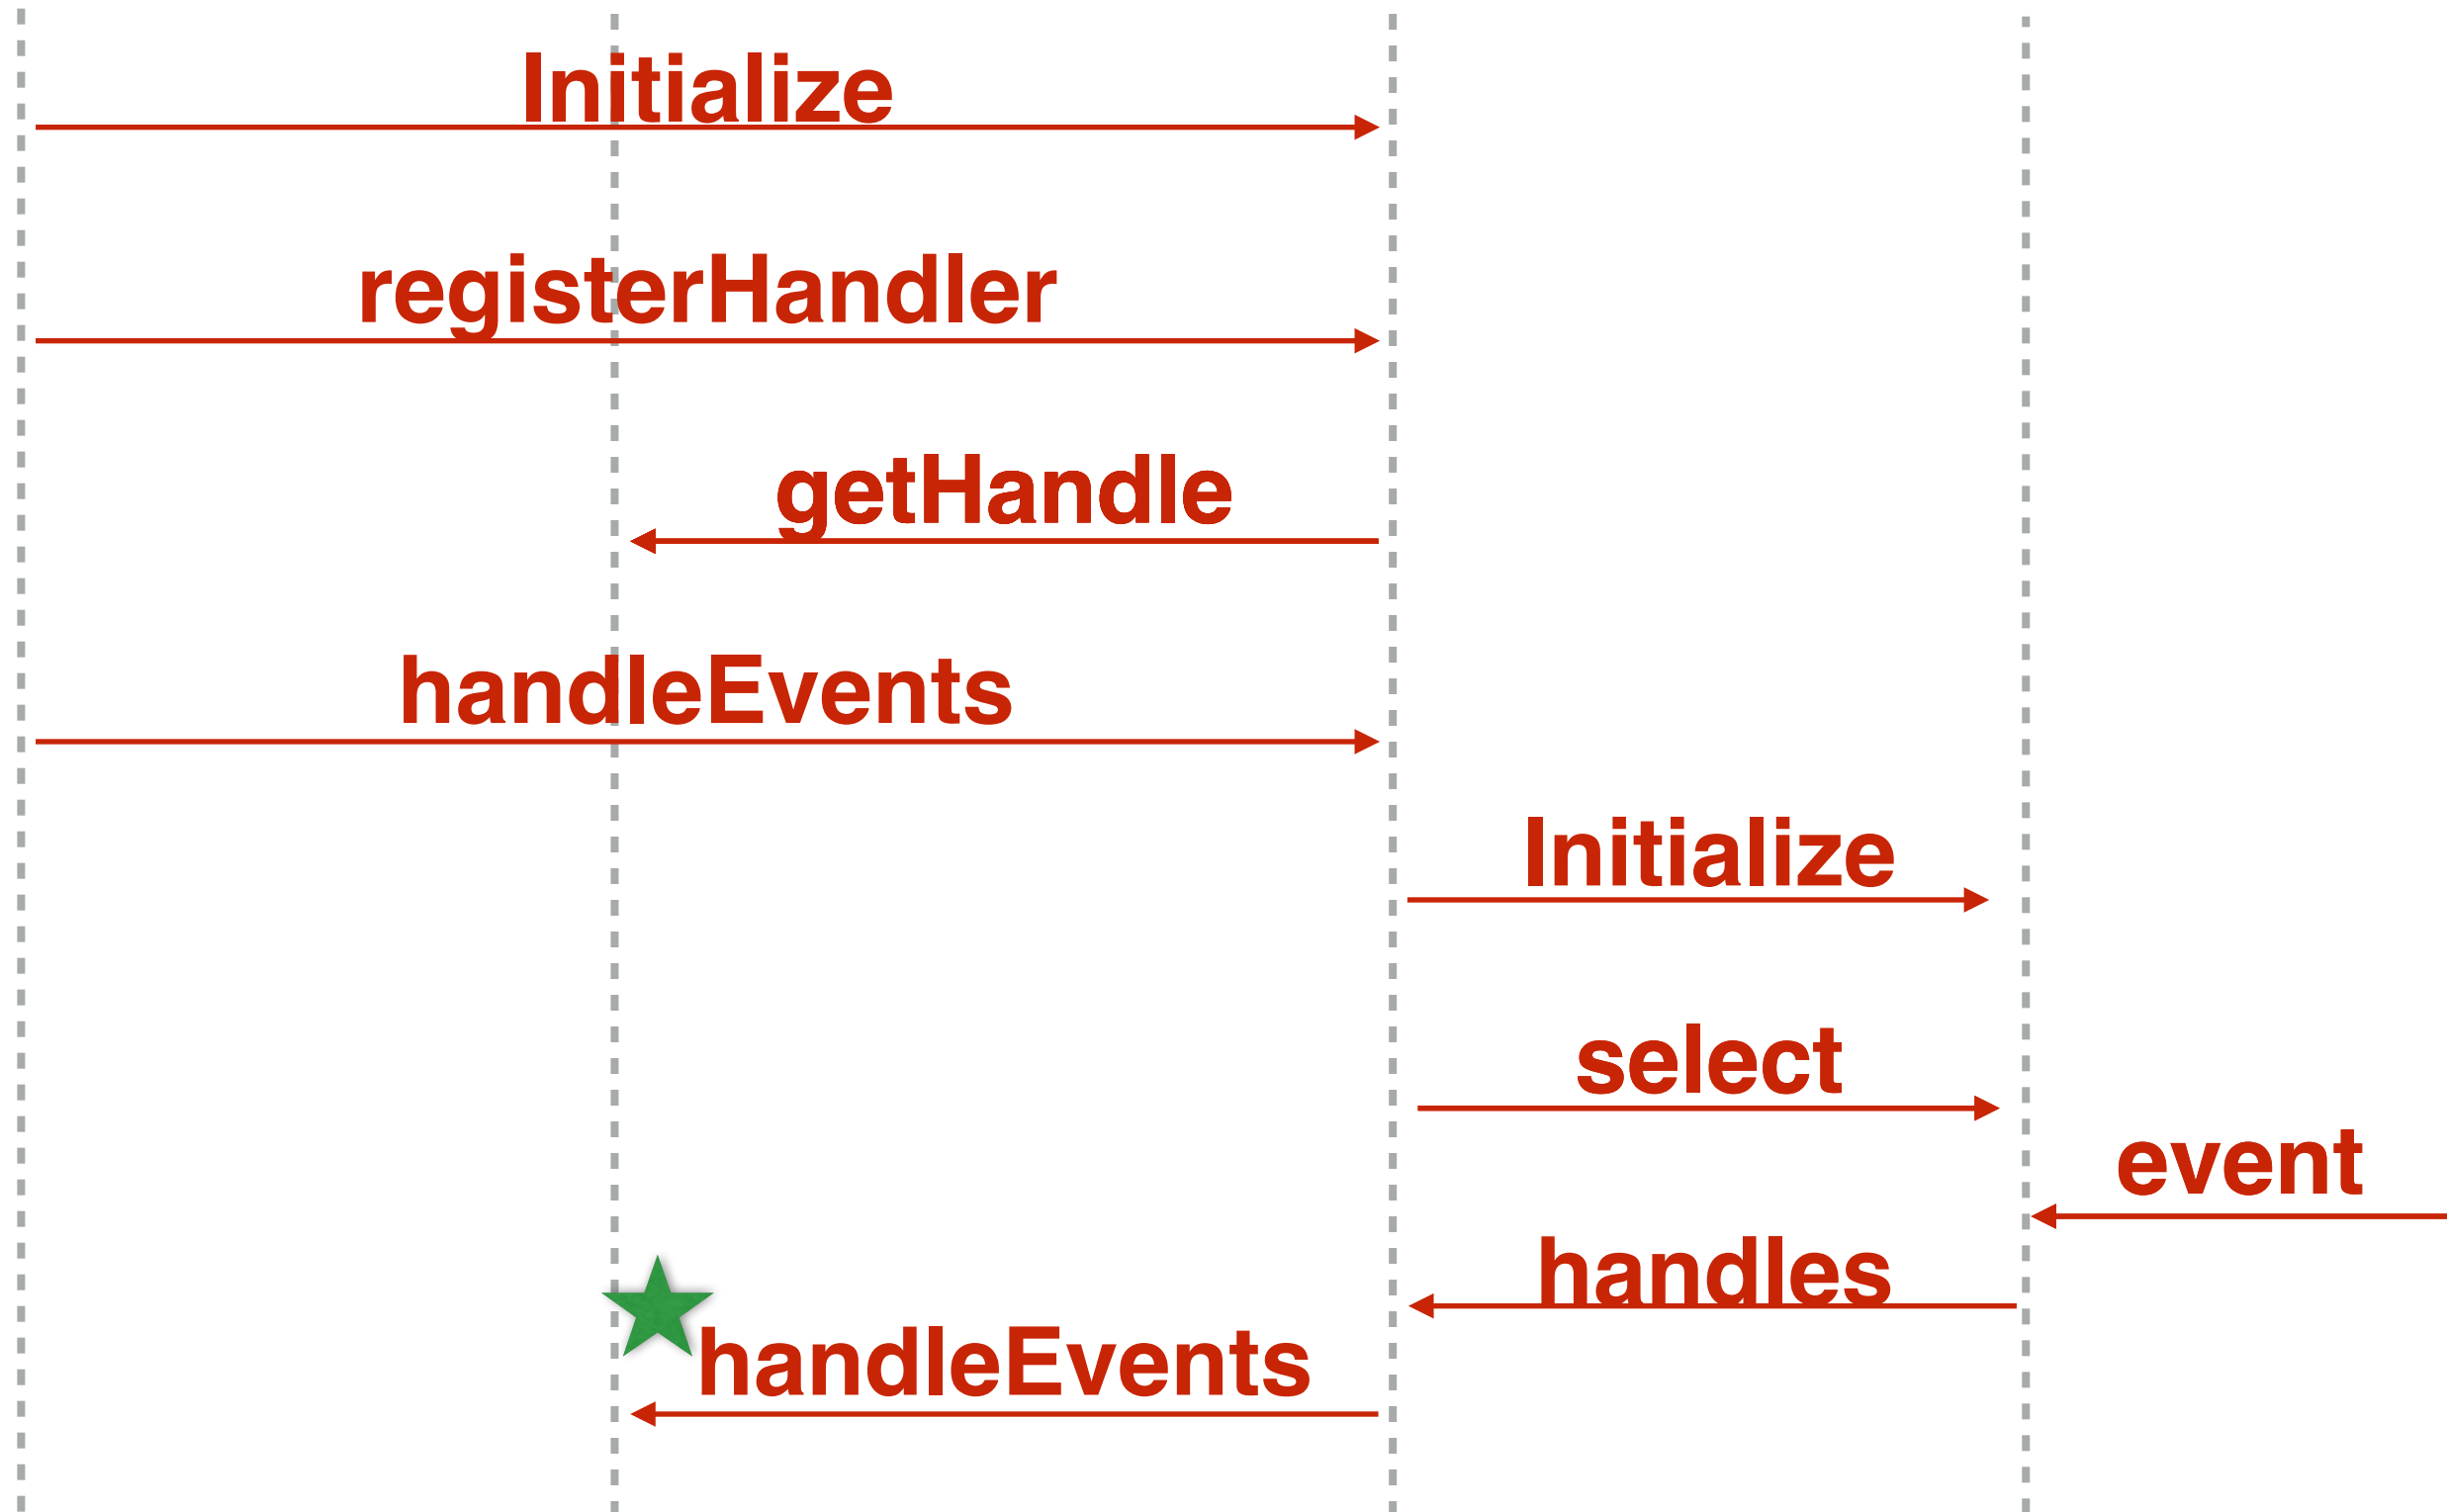 Initialize
registerHandler
getHandle
handleEvents
Initialize
select
event
handles
handleEvents